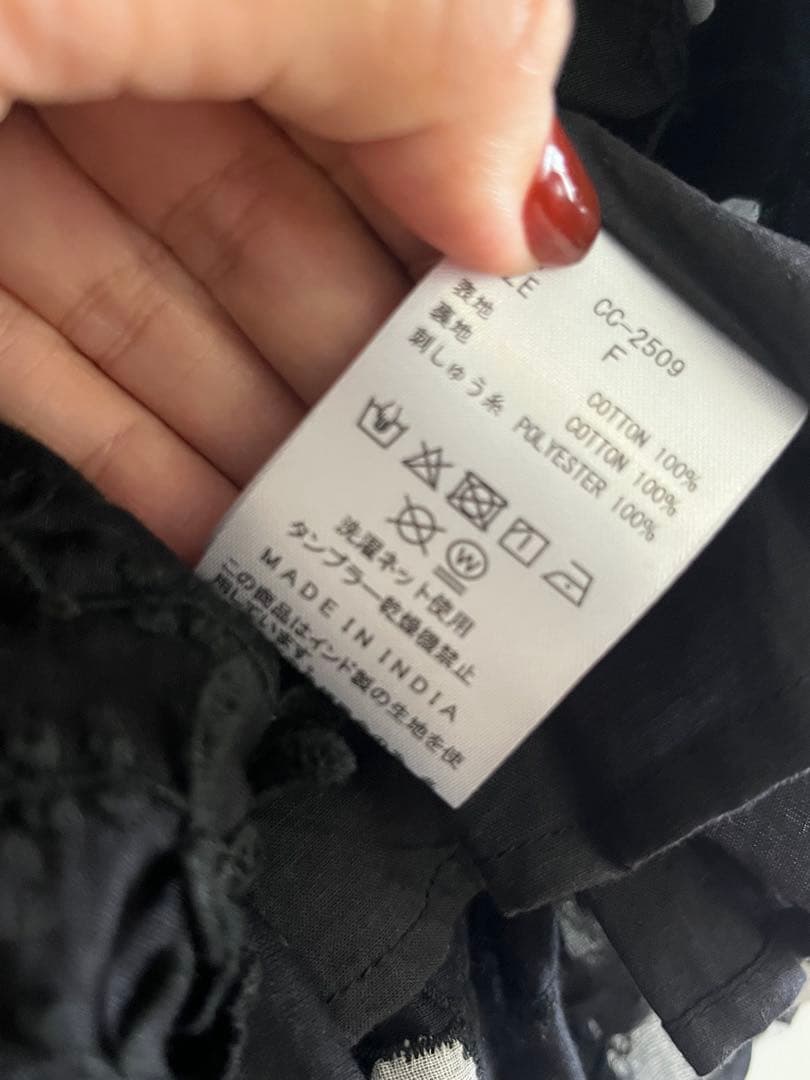 CC-2509
ZE F
表地 COTTON 100%
裏地 COTTON 100%
刺しゅう糸 POLYESTER 100%
W
洗濯ネット使用
タンブラー乾燥機禁止
MADE IN INDIA
この商品はインド製の生地を使
用しています。